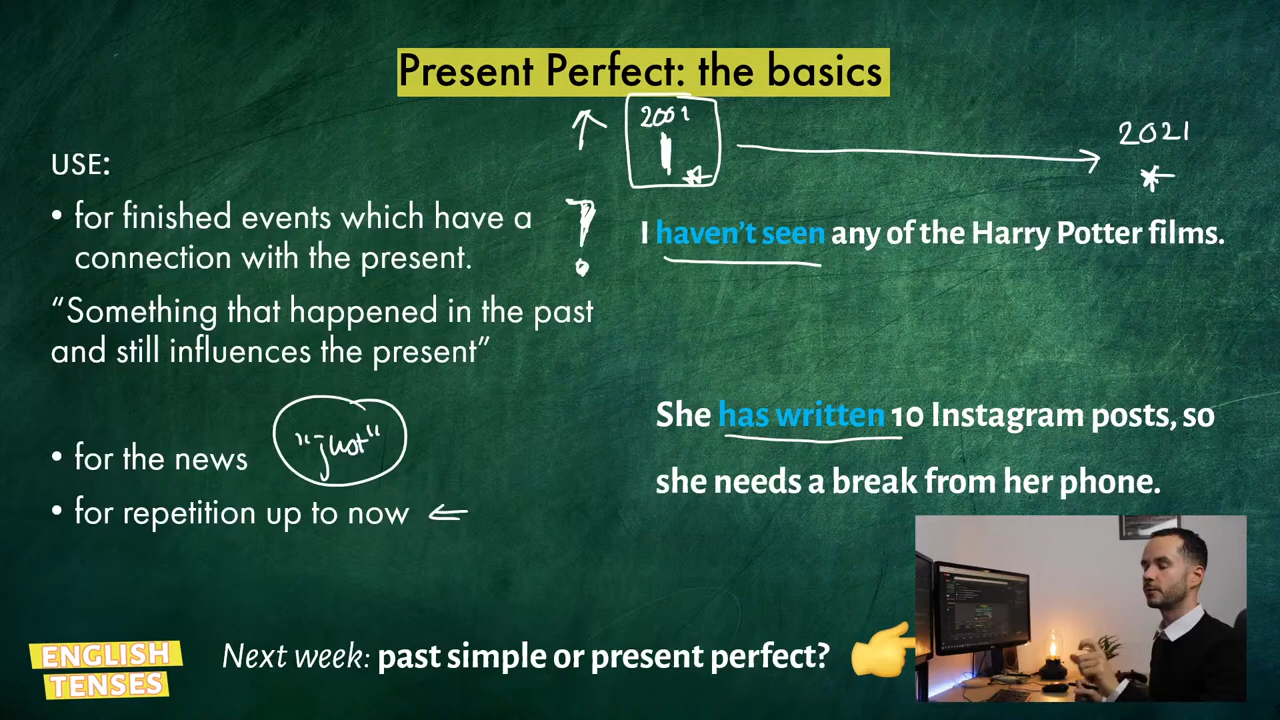 Present Perfect: the basics
2001
2021
USE:
• for finished events which have a
connection with the present.
?
I haven't seen any of the Harry Potter films.
"Something that happened in the past
and still influences the present"
"just"
She has written 10 Instagram posts, so
• for the news
she needs a break from her phone.
• for repetition up to now
ENGLISH
TENSES
Next week: past simple or present perfect?